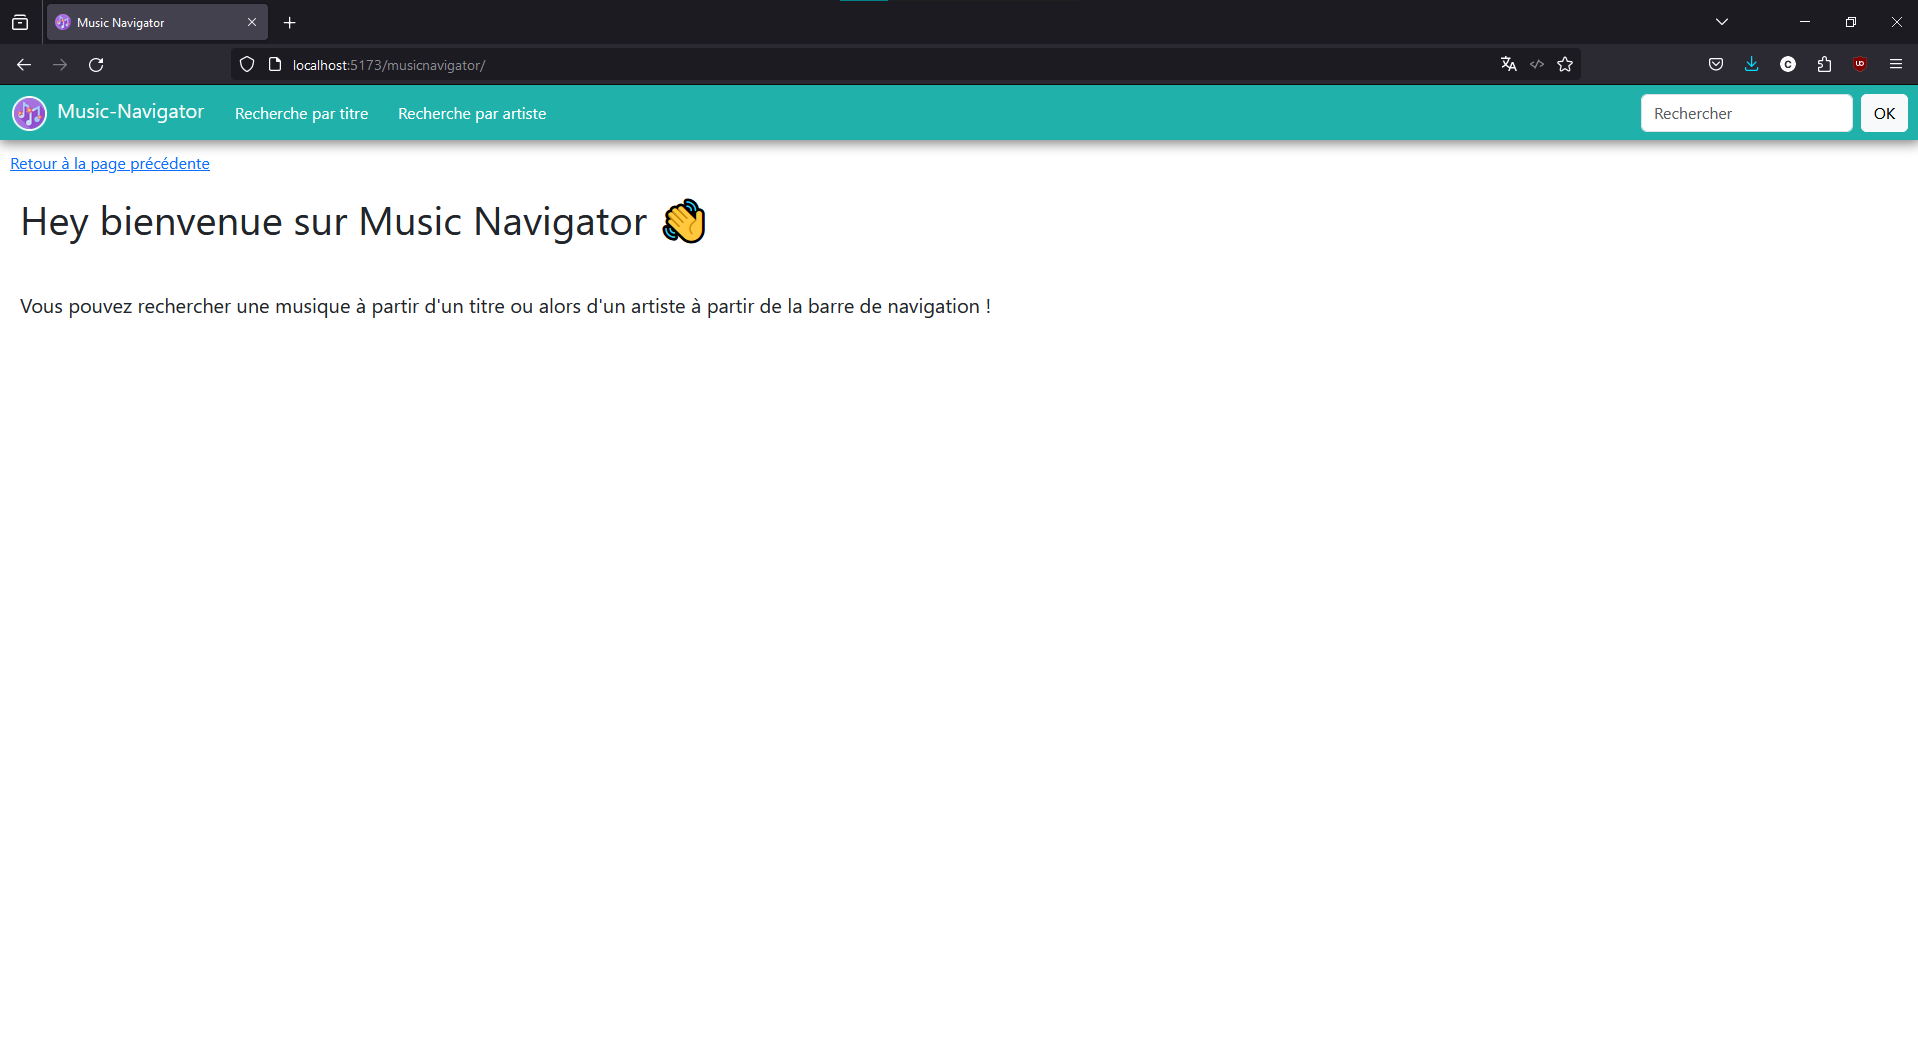 Music Navigator
localhost:5173/musicnavigator/
Music-Navigator Recherche par titre Recherche par artiste Rechercher OK
Retour à la page précédente
Hey bienvenue sur Music Navigator 👋
Vous pouvez rechercher une musique à partir d'un titre ou alors d'un artiste à partir de la barre de navigation !